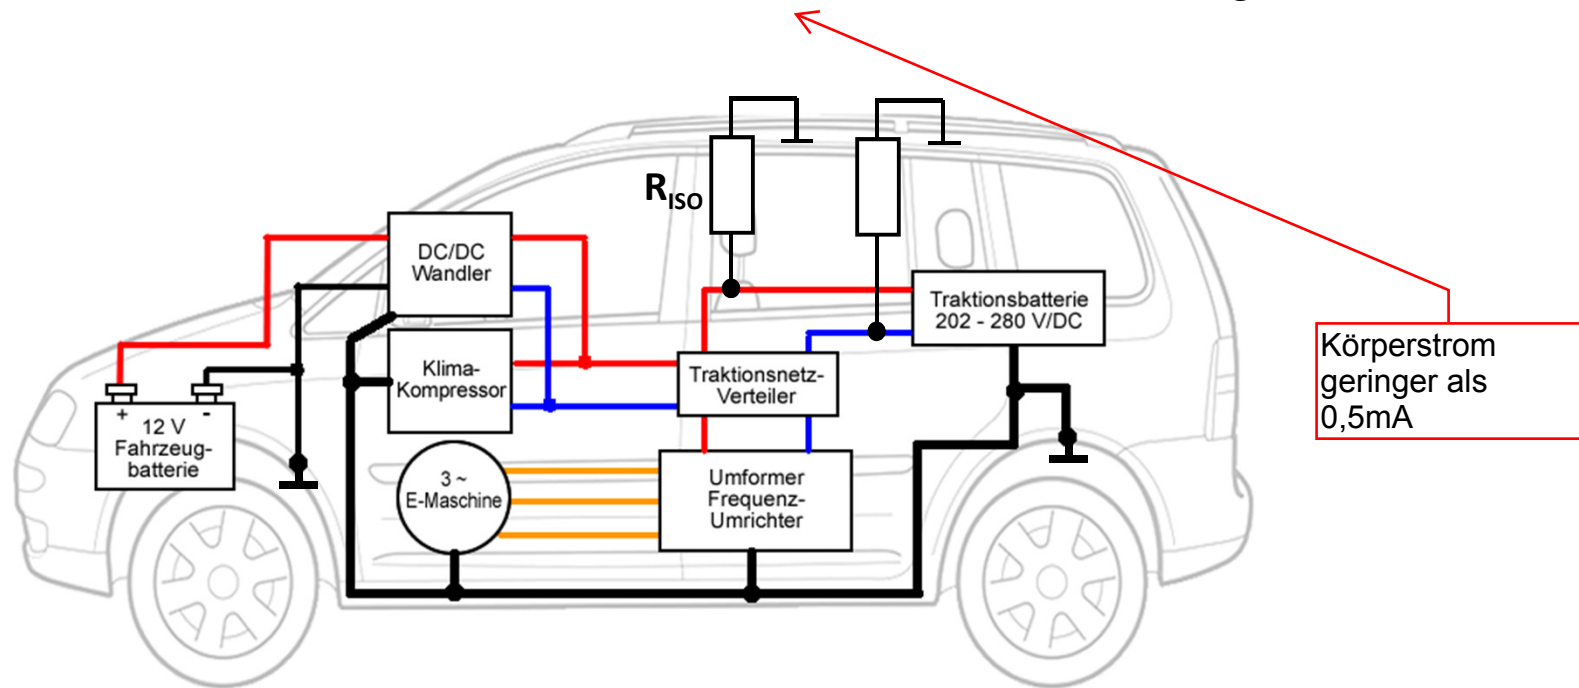 g
R_ISO
DC/DC
Wandler
Traktionsbatterie
202 - 280 V/DC
Klima-
Kompressor
Traktionsnetz-
Verteiler
Körperstrom
geringer als
0,5mA
+ -
12 V
Fahrzeug-
batterie
3 ~
E-Maschine
Umformer
Frequenz-
Umrichter